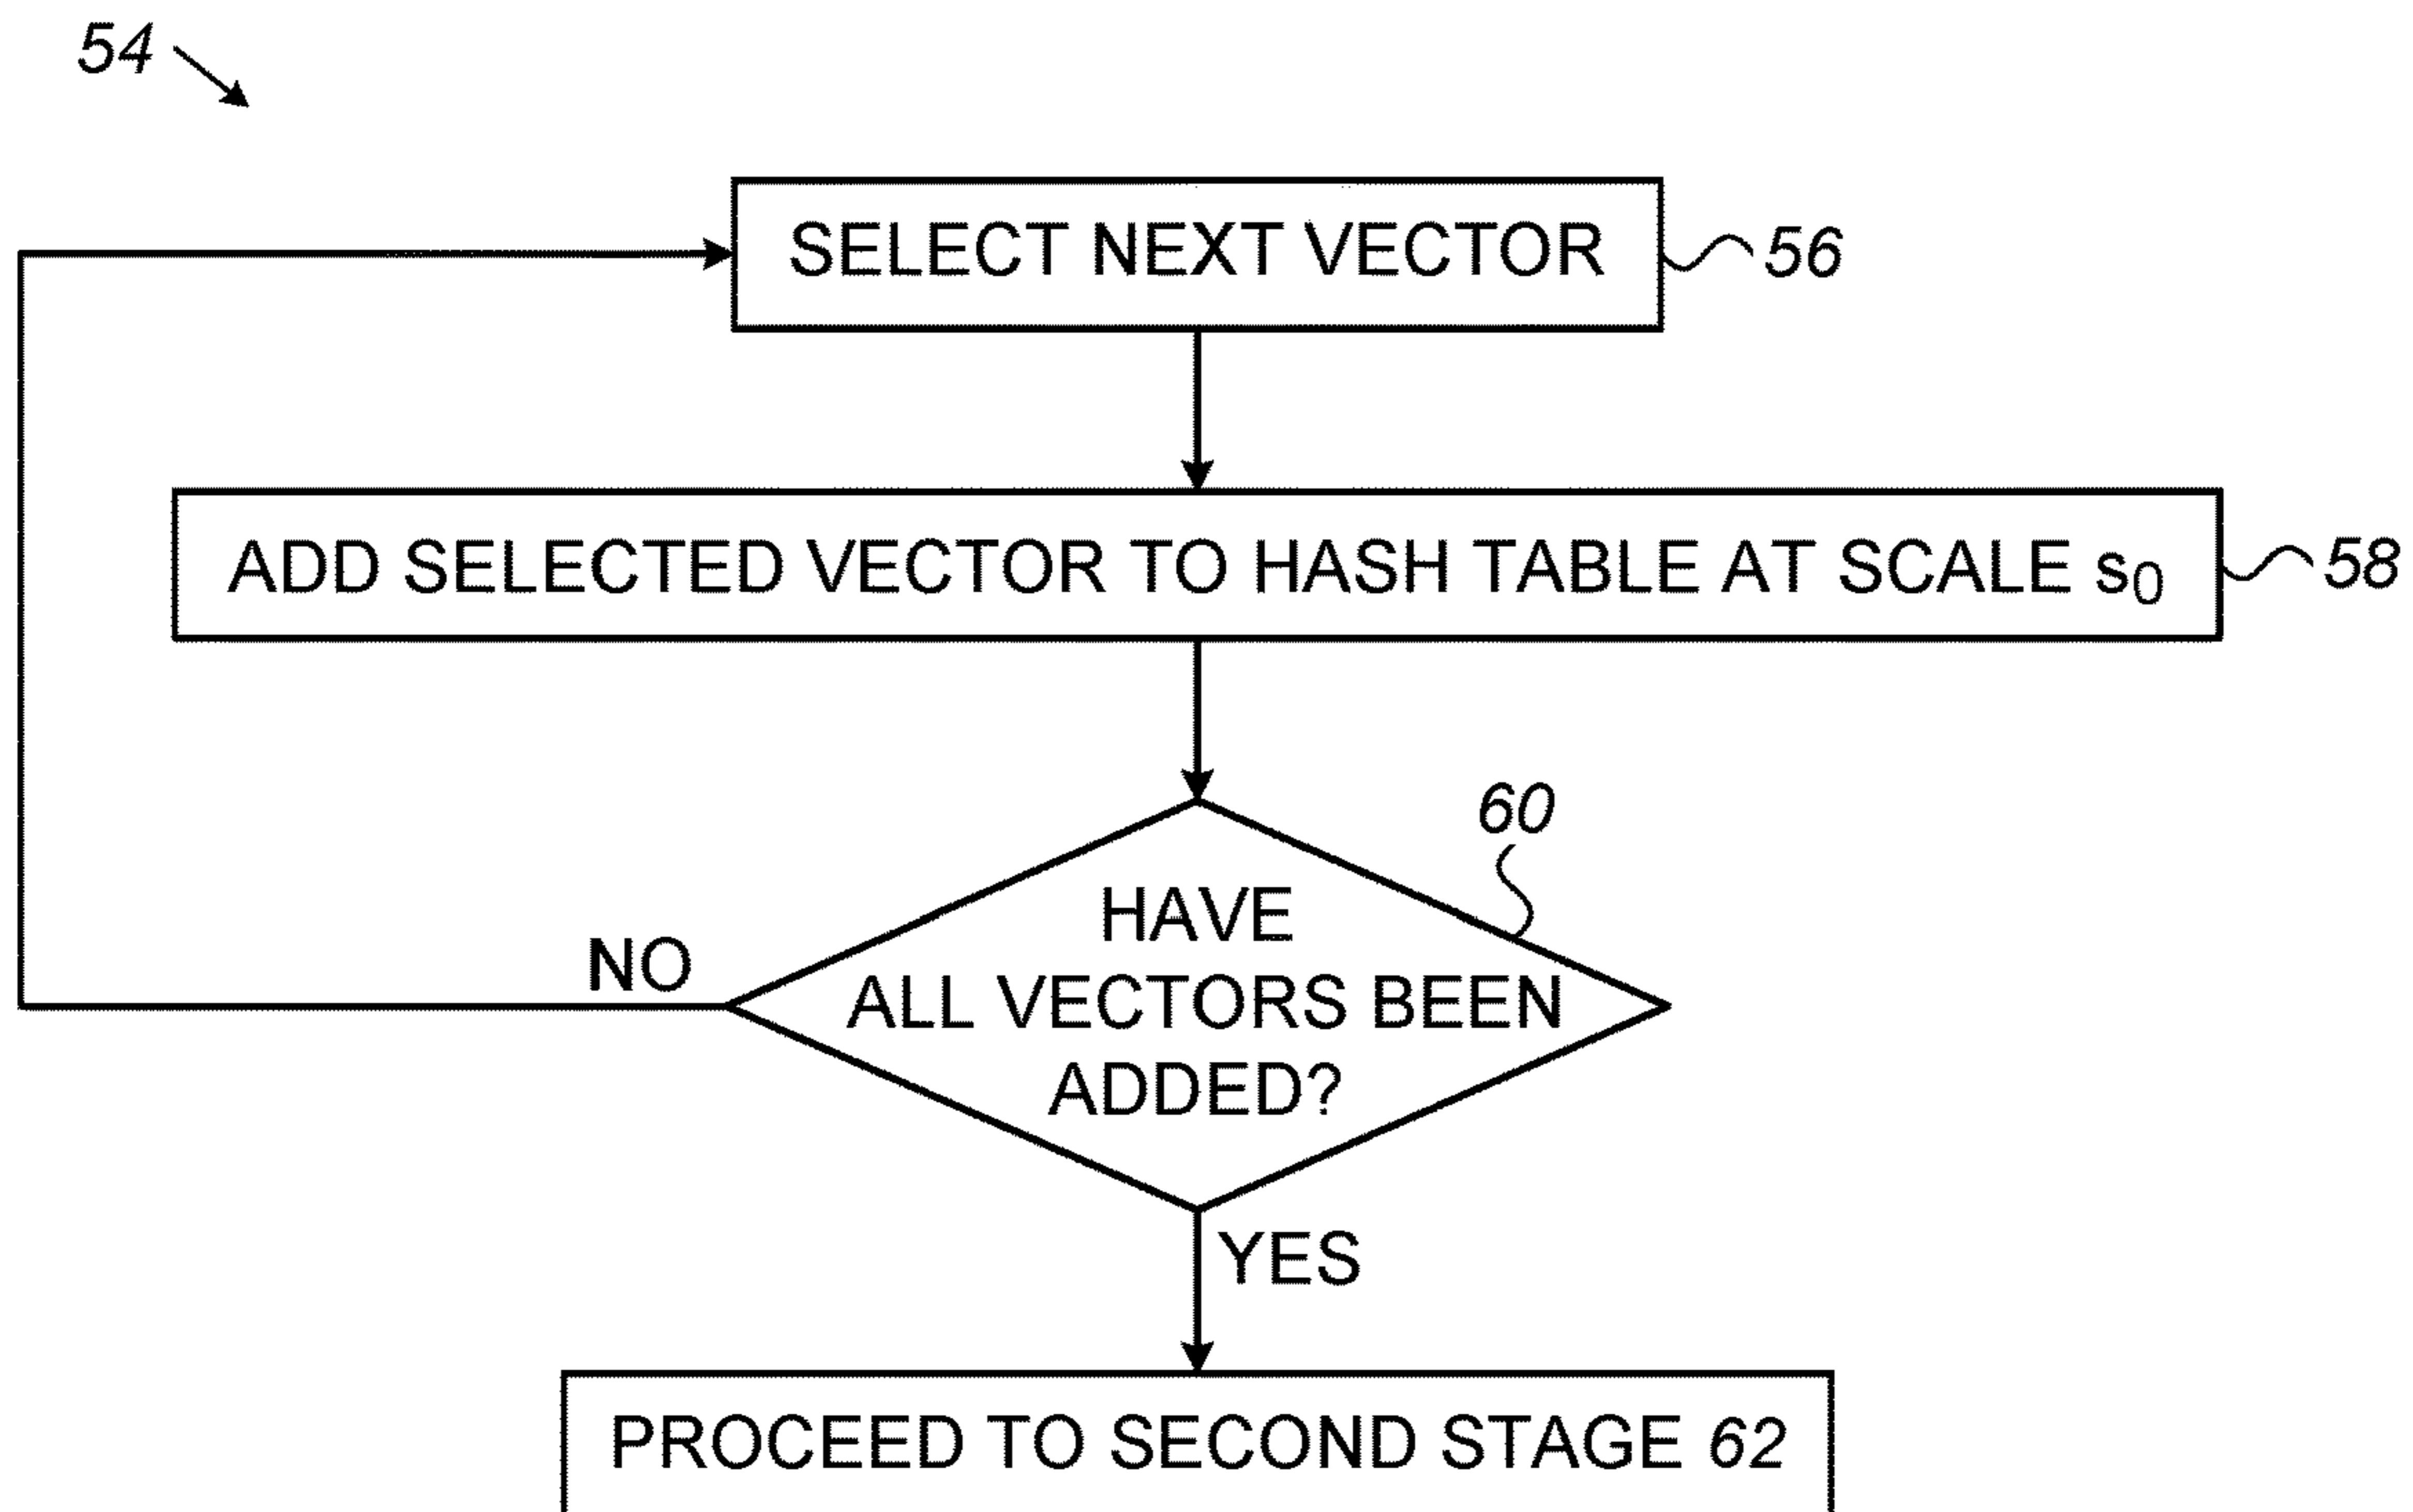 54
SELECT NEXT VECTOR
56
ADD SELECTED VECTOR TO HASH TABLE AT SCALE s₀
58
60
HAVE
ALL VECTORS BEEN
ADDED?
NO
YES
PROCEED TO SECOND STAGE 62